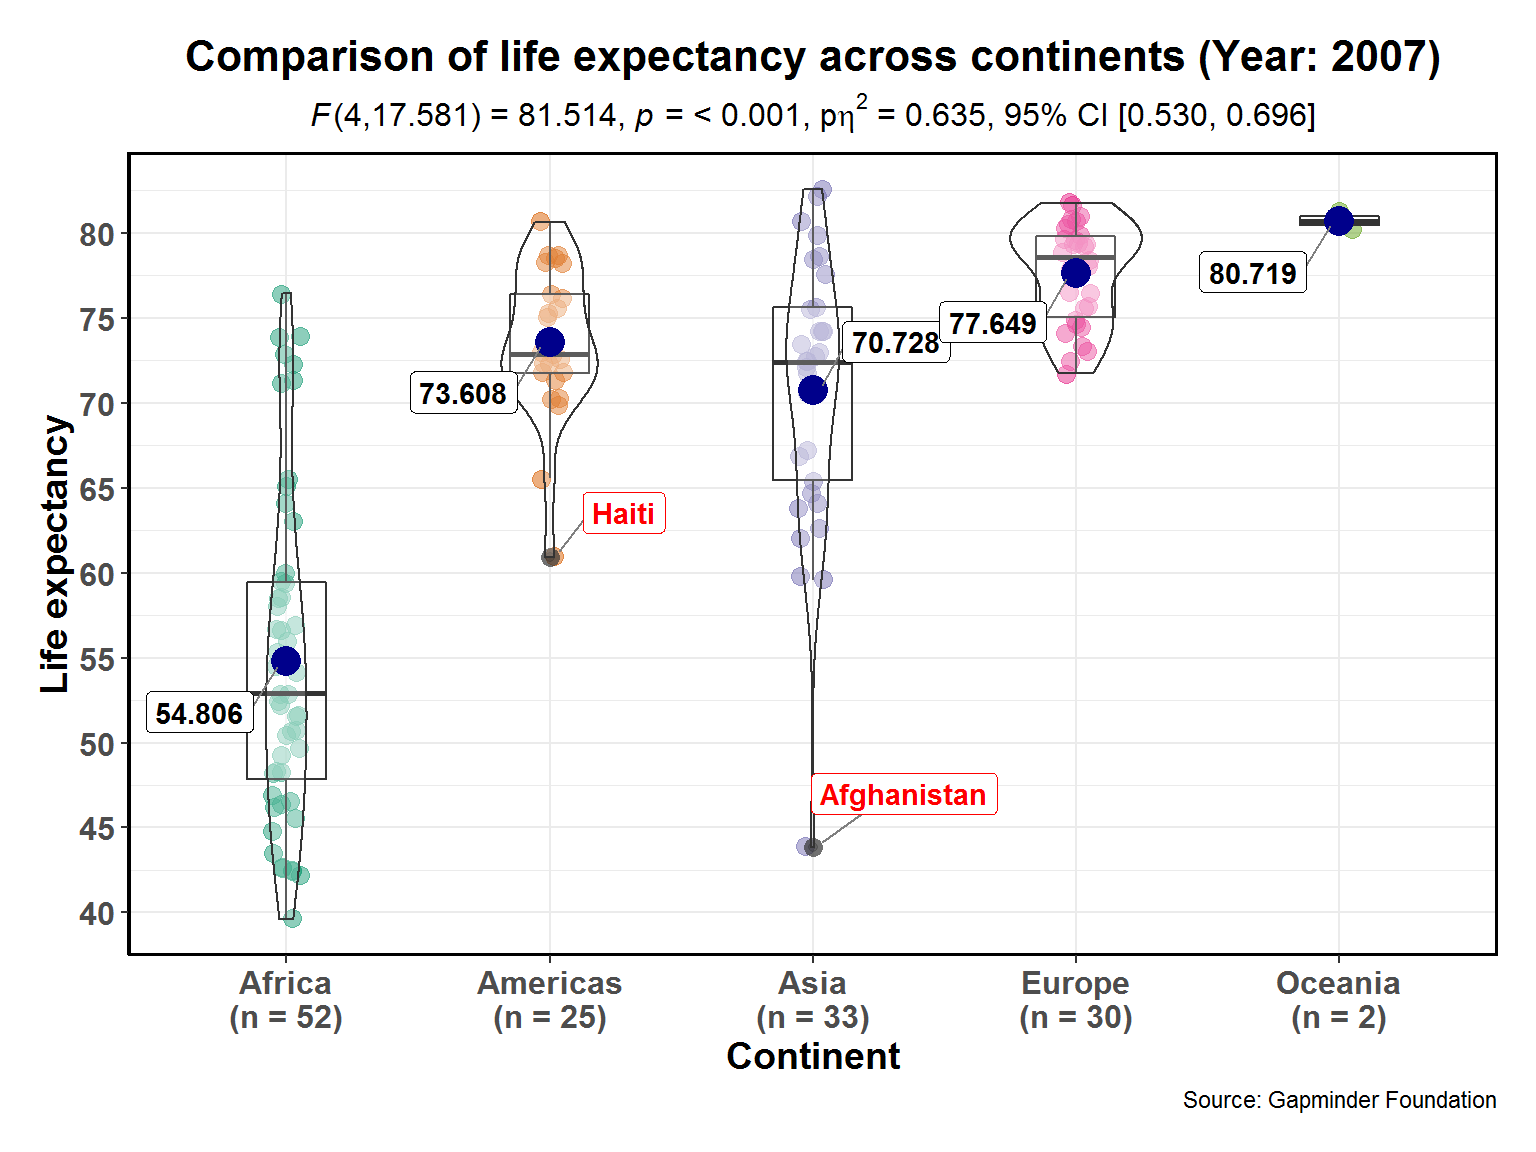 Comparison of life expectancy across continents (Year: 2007)
F(4,17.581) = 81.514, p = < 0.001, pη² = 0.635, 95% CI [0.530, 0.696]
Life expectancy
80
75
70
65
60
55
50
45
40
54.806
73.608
Haiti
70.728
Afghanistan
77.649
80.719
Africa
(n = 52)
Americas
(n = 25)
Asia
(n = 33)
Europe
(n = 30)
Oceania
(n = 2)
Continent
Source: Gapminder Foundation